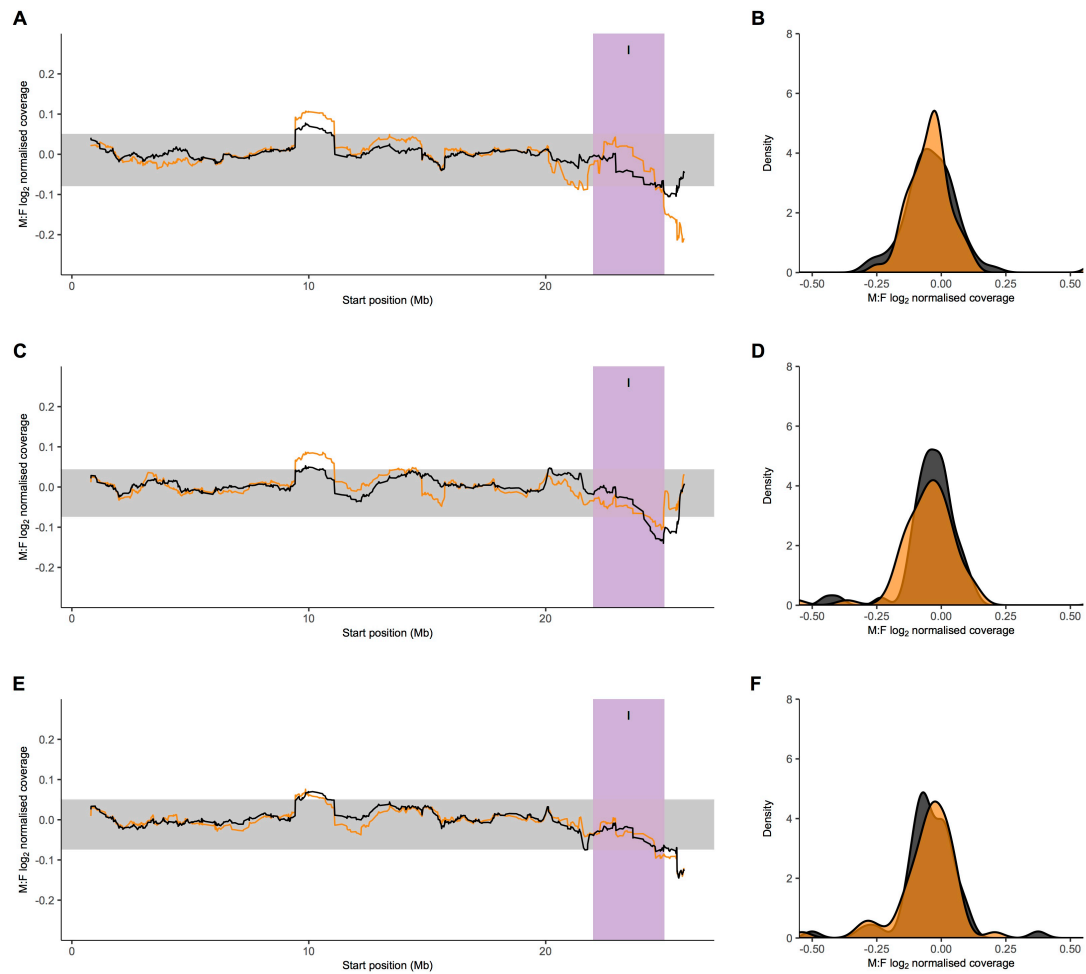 A
B
M:F log2 normalised coverage
0.2
0.1
0.0
-0.1
-0.2
I
0
10
20
Start position (Mb)
Density
8
6
4
2
0
-0.50
-0.25
0.00
0.25
0.50
M:F log2 normalised coverage
C
D
M:F log2 normalised coverage
0.2
0.1
0.0
-0.1
-0.2
I
0
10
20
Start position (Mb)
Density
8
6
4
2
0
-0.50
-0.25
0.00
0.25
0.50
M:F log2 normalised coverage
E
F
M:F log2 normalised coverage
0.2
0.1
0.0
-0.1
-0.2
I
0
10
20
Start position (Mb)
Density
8
6
4
2
0
-0.50
-0.25
0.00
0.25
0.50
M:F log2 normalised coverage